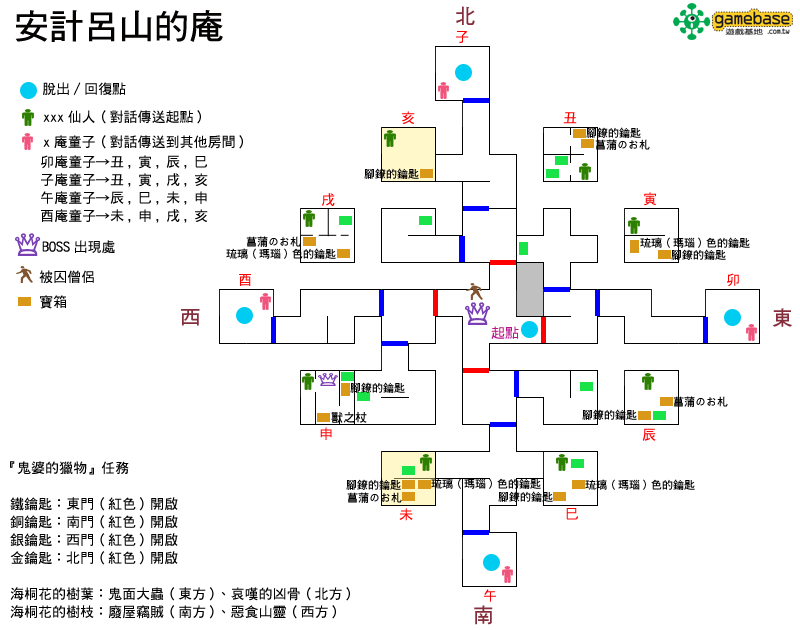 安計呂山的庵
gamebase
遊戲基地 .com.tw
北
子
脫出／回復點
xxx 仙人（對話傳送起點）
x 庵童子（對話傳送到其他房間）
卯庵童子→丑, 寅, 辰, 巳
子庵童子→丑, 寅, 戌, 亥
午庵童子→辰, 巳, 未, 申
酉庵童子→未, 申, 戌, 亥
BOSS 出現處
被囚僧侶
寶箱
亥
腳鐐的鑰匙
丑
腳鐐的鑰匙
菖蒲のお札
戌
菖蒲のお札
琉璃（瑪瑙）色的鑰匙
寅
琉璃（瑪瑙）色的鑰匙
腳鐐的鑰匙
西
酉
起點
卯
東
腳鐐的鑰匙
獸之杖
申
菖蒲のお札
腳鐐的鑰匙
辰
腳鐐的鑰匙
琉璃（瑪瑙）色的鑰匙
菖蒲のお札
未
琉璃（瑪瑙）色的鑰匙
腳鐐的鑰匙
巳
午
南
『鬼婆的獵物』任務
鐵鑰匙：東門（紅色）開啟
銅鑰匙：南門（紅色）開啟
銀鑰匙：西門（紅色）開啟
金鑰匙：北門（紅色）開啟
海桐花的樹葉：鬼面大蟲（東方）、哀嘆的凶骨（北方）
海桐花的樹枝：廢屋竊賊（南方）、惡食山靈（西方）